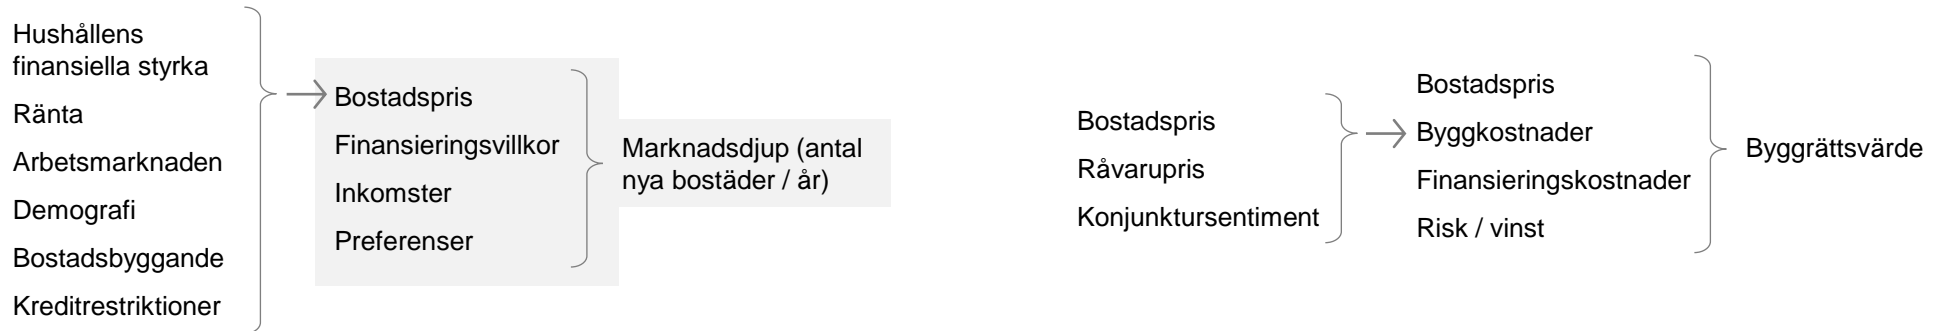 Hushållens
finansiella styrka
Ränta
Arbetsmarknaden
Demografi
Bostadsbyggande
Kreditrestriktioner
Bostadspris
Finansieringsvillkor
Inkomster
Preferenser
Marknadsdjup (antal
nya bostäder / år)
Bostadspris
Råvarupris
Konjunktursentiment
Bostadspris
Byggkostnader
Finansieringskostnader
Risk / vinst
Byggrättsvärde